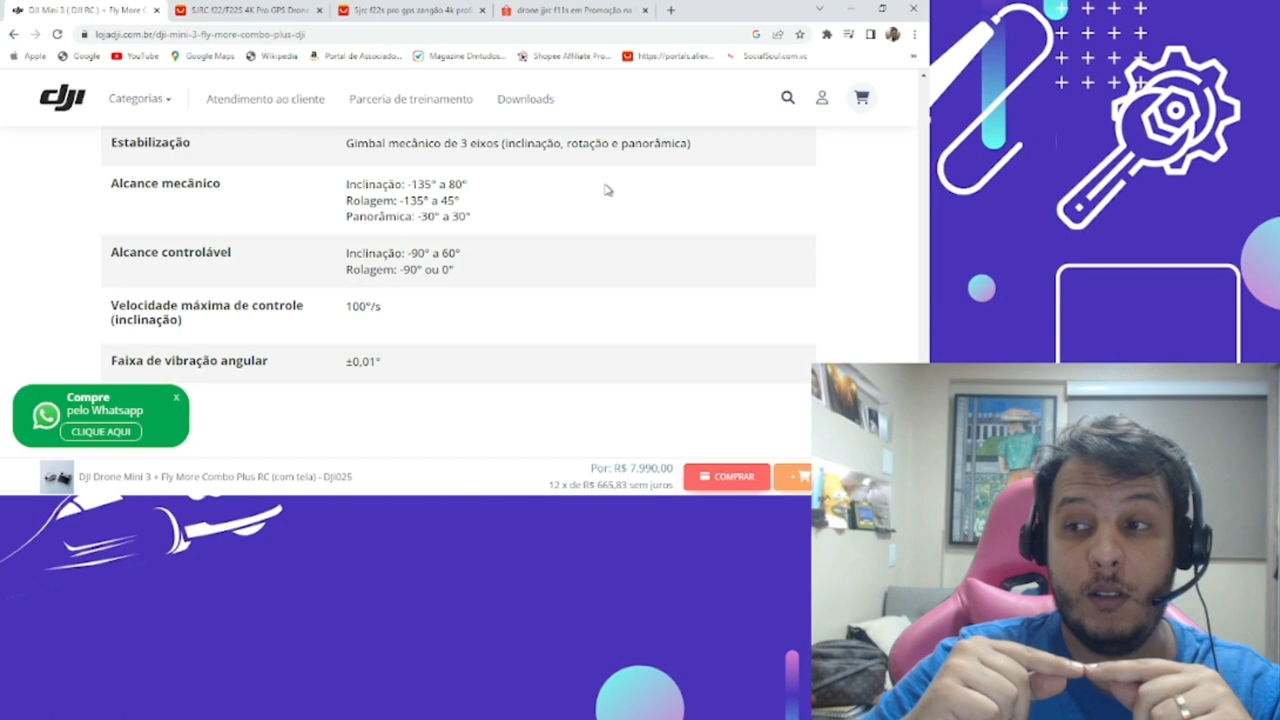 DJI Mini 3 ( DJI RC ) + Fly More C
SJRC F22/F22S 4K Pro GPS Drone
Sjrc f22s pro gps zangão 4k profi
drone jjrc f11s em Promoção na
lojadji.com.br/dji-mini-3-fly-more-combo-plus-dji
Apple
Google
YouTube
Google Maps
Wikipedia
Portal de Associado...
Magazine Dmtudos...
Shopee Affiliate Pro...
https://portals.aliex...
SocialSoul.com.vc
dji
Categorias
Atendimento ao cliente
Parceria de treinamento
Downloads
Estabilização
Gimbal mecânico de 3 eixos (inclinação, rotação e panorâmica)
Alcance mecânico
Inclinação: -135° a 80°
Rolagem: -135° a 45°
Panorâmica: -30° a 30°
Alcance controlável
Inclinação: -90° a 60°
Rolagem: -90° ou 0°
Velocidade máxima de controle
(inclinação)
100°/s
Faixa de vibração angular
±0,01°
Compre
x
pelo Whatsapp
CLIQUE AQUI
DJI Drone Mini 3 + Fly More Combo Plus RC (com tela) - DJI025
Por: R$ 7.990,00
12 x de R$ 665,83 sem juros
COMPRAR